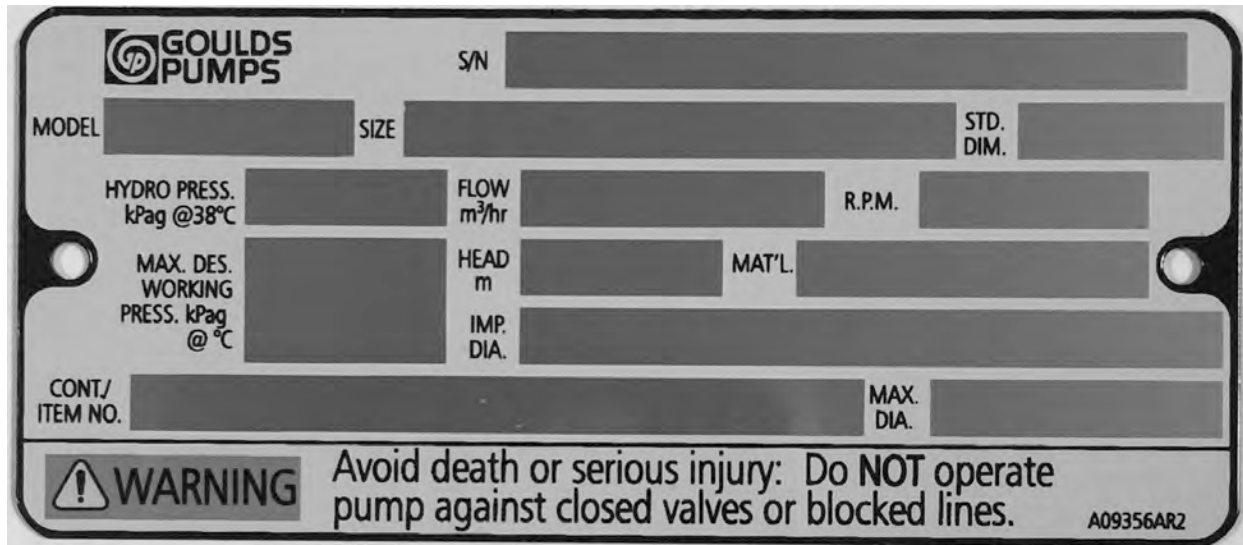 GOULDS
PUMPS
S/N
MODEL
SIZE
STD.
DIM.
HYDRO PRESS.
kPag @38°C
FLOW
m³/hr
R.P.M.
MAX. DES.
WORKING
PRESS. kPag
@ °C
HEAD
m
MAT'L.
IMP.
DIA.
CONT./
ITEM NO.
MAX.
DIA.
WARNING
Avoid death or serious injury: Do NOT operate
pump against closed valves or blocked lines.
A09356AR2